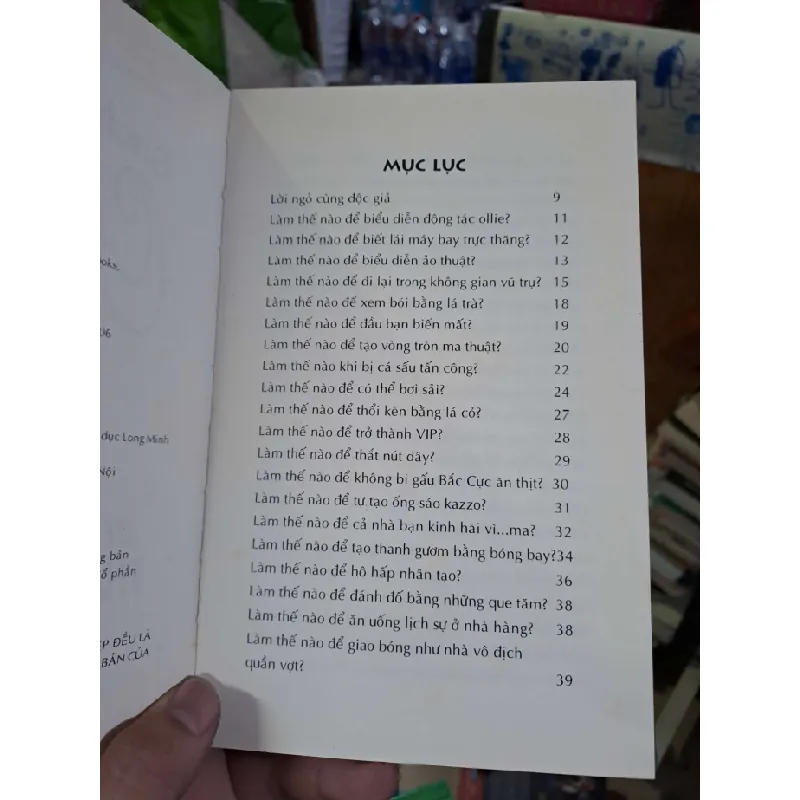 MỤC LỤC
Lời ngỏ cùng độc giả 9
Làm thế nào để biểu diễn động tác ollie? 11
Làm thế nào để biết lái máy bay trực thăng? 12
Làm thế nào để biểu diễn ảo thuật? 13
Làm thế nào để đi lại trong không gian vũ trụ? 15
Làm thế nào để xem bói bằng lá trà? 18
Làm thế nào để đầu bạn biến mất? 19
Làm thế nào để tạo vòng tròn ma thuật? 20
Làm thế nào khi bị cá sấu tấn công? 22
Làm thế nào để có thể bơi sải? 24
Làm thế nào để thổi kèn bằng lá cỏ? 27
Làm thế nào để trở thành VIP? 28
Làm thế nào để thắt nút dây? 29
Làm thế nào để không bị gấu Bắc Cực ăn thịt? 30
Làm thế nào để tự tạo ống sáo kazzo? 31
Làm thế nào để cả nhà bạn kinh hãi vì...ma? 32
Làm thế nào để tạo thanh gươm bằng bóng bay? 34
Làm thế nào để hô hấp nhân tạo? 36
Làm thế nào để đánh đố bằng những que tăm? 38
Làm thế nào để ăn uống lịch sự ở nhà hàng? 38
Làm thế nào để giao bóng như nhà vô địch
quần vợt? 39
06
dục Long Minh
Nội
g bản
ổ phần
P ĐỀU LÀ
BẢN CỦA